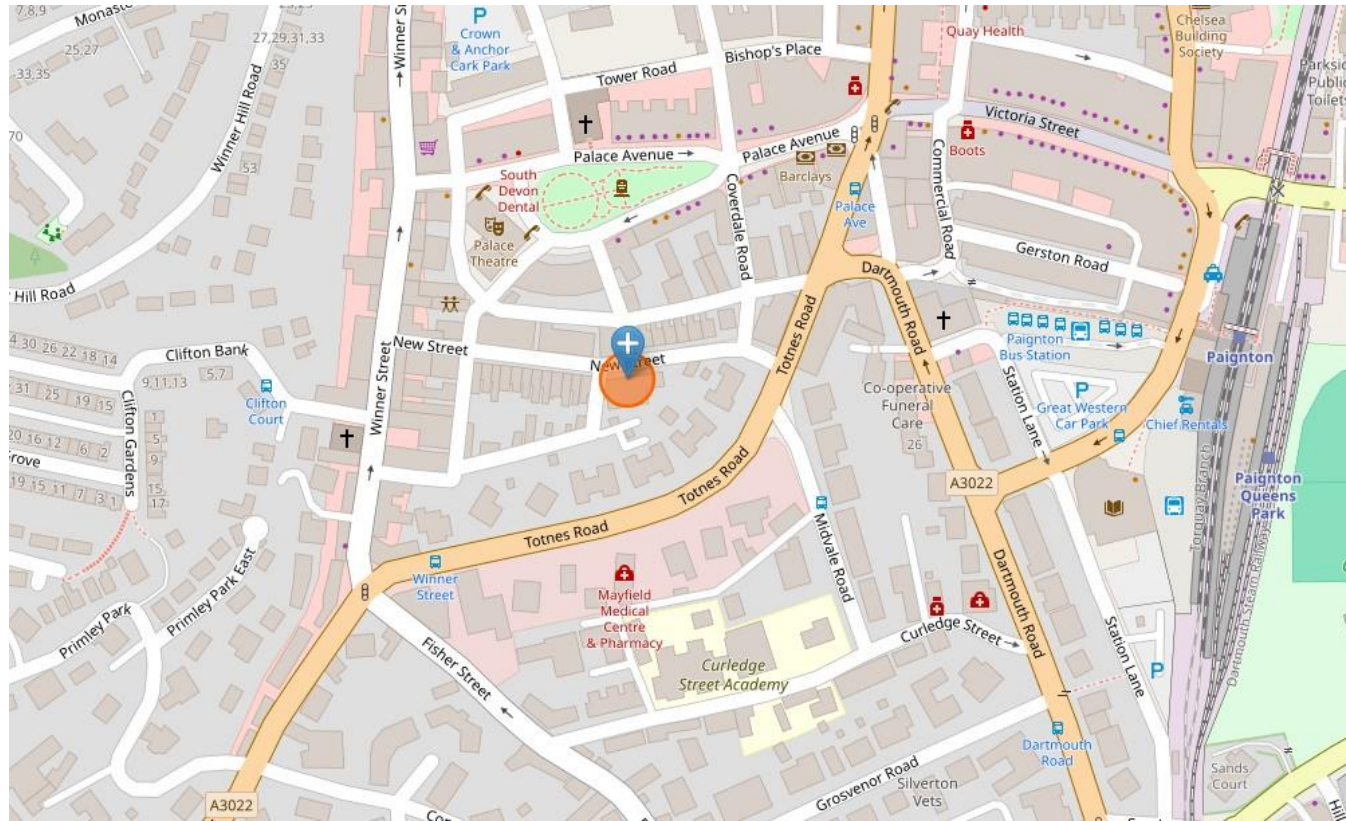 7,8,9
Monaste
25,27
-33,35
27,29,31,33
35
53
70
Winner Hill Road
Hill Road
Winner St
P
Crown
& Anchor
Cark Park
Tower Road
Bishop's Place
Quay Health
Chelsea
Building
Society
Parksid
Public
Toilets
Victoria Street
Boots
Palace Avenue
Palace Avenue
Barclays
South
Devon
Dental
Palace
Theatre
Coverdale Road
Commercial Road
Palace
Ave
Gerston Road
Dartmouth Road
Totnes Road
New Street
New Street
Winner Street
Clifton Bank
30 26 22 18 14
9,11,13
5,7
31 25 19 15
Clifton
Court
20 16 12 6 2
rove
19 15 11 7 3 1
Clifton Gardens
1
5
9
15
17
Paignton
Bus Station
Paignton
Co-operative
Funeral
Care
26
Station Lane
P
Great Western
Car Park
Chief Rentals
A3022
Torquay Branch
Paignton
Queens
Park
Dartmouth Steam Railway
Totnes Road
Totnes Road
Winner
Street
Midvale Road
Dartmouth Road
Station Lane
Primley Park
Primley Park East
Mayfield
Medical
Centre
& Pharmacy
Curledge Street
Curledge
Street Academy
Fisher Street
P
Dartmouth
Road
Grosvenor Road
Silverton
Vets
Sands
Court
A3022